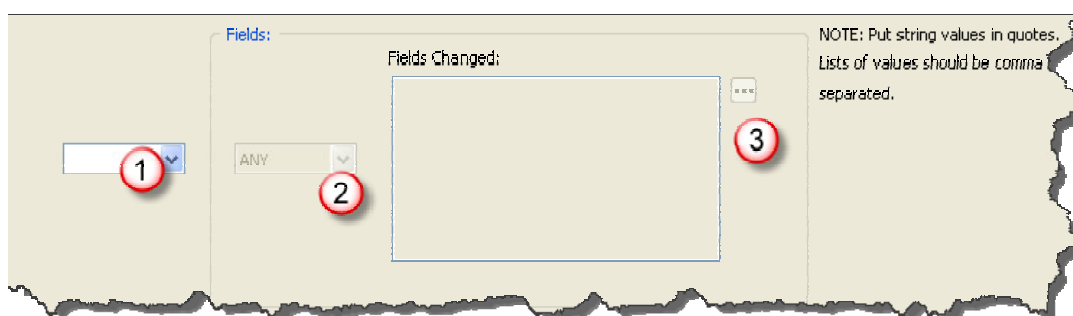 Fields:
NOTE: Put string values in quotes.
Fields Changed:
Lists of values should be comma
separated.
...
3
1
ANY
2